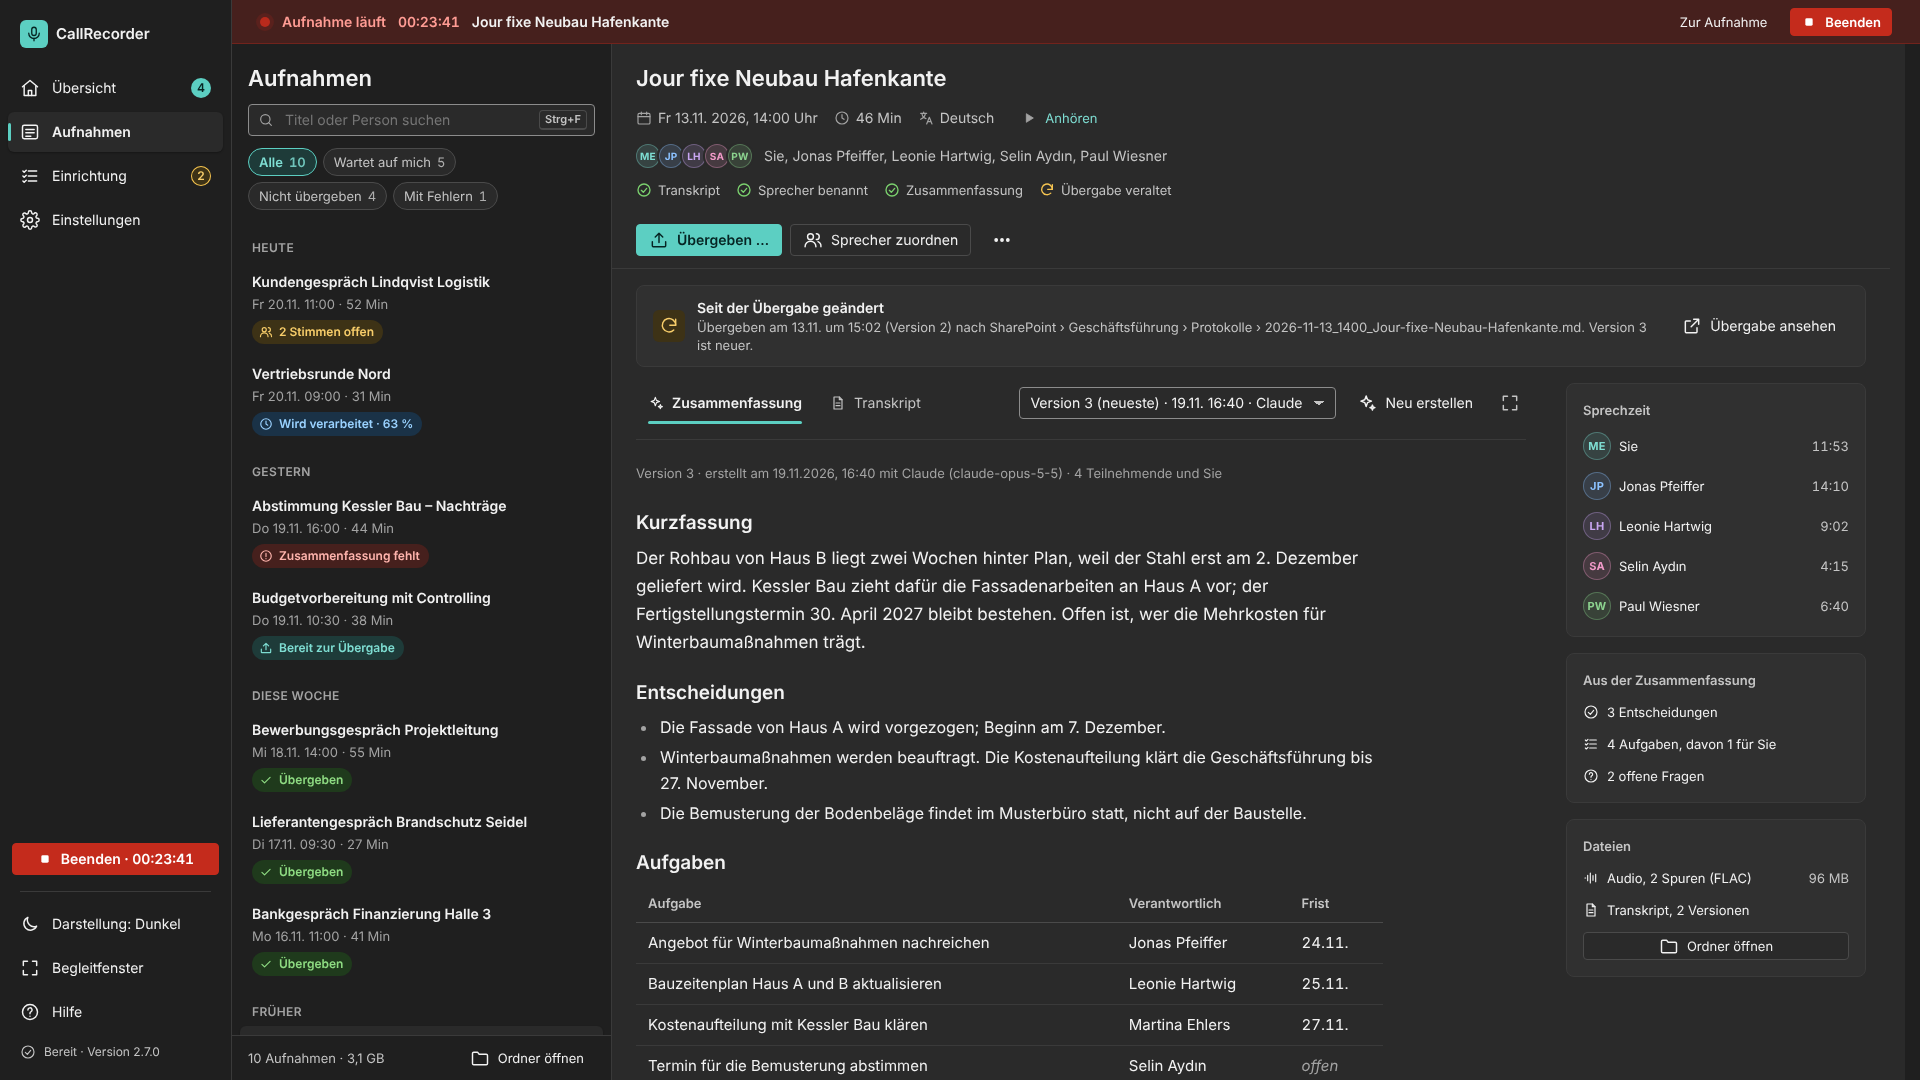 CallRecorder
Übersicht 4
Aufnahmen
Einrichtung 2
Einstellungen
Beenden · 00:23:41
Darstellung: Dunkel
Begleitfenster
Hilfe
Bereit · Version 2.7.0
Aufnahme läuft 00:23:41 Jour fixe Neubau Hafenkante
Zur Aufnahme
Beenden
Aufnahmen
Titel oder Person suchen Strg+F
Alle 10 Wartet auf mich 5
Nicht übergeben 4 Mit Fehlern 1
HEUTE
Kundengespräch Lindqvist Logistik
Fr 20.11. 11:00 · 52 Min
2 Stimmen offen
Vertriebsrunde Nord
Fr 20.11. 09:00 · 31 Min
Wird verarbeitet · 63 %
GESTERN
Abstimmung Kessler Bau – Nachträge
Do 19.11. 16:00 · 44 Min
Zusammenfassung fehlt
Budgetvorbereitung mit Controlling
Do 19.11. 10:30 · 38 Min
Bereit zur Übergabe
DIESE WOCHE
Bewerbungsgespräch Projektleitung
Mi 18.11. 14:00 · 55 Min
Übergeben
Lieferantengespräch Brandschutz Seidel
Di 17.11. 09:30 · 27 Min
Übergeben
Bankgespräch Finanzierung Halle 3
Mo 16.11. 11:00 · 41 Min
Übergeben
FRÜHER
10 Aufnahmen · 3,1 GB
Ordner öffnen
Jour fixe Neubau Hafenkante
Fr 13.11. 2026, 14:00 Uhr 46 Min Deutsch Anhören
ME JP LH SA PW Sie, Jonas Pfeiffer, Leonie Hartwig, Selin Aydın, Paul Wiesner
Transkript Sprecher benannt Zusammenfassung Übergabe veraltet
Übergeben ... Sprecher zuordnen
Seit der Übergabe geändert
Übergeben am 13.11. um 15:02 (Version 2) nach SharePoint › Geschäftsführung › Protokolle › 2026-11-13_1400_Jour-fixe-Neubau-Hafenkante.md. Version 3
ist neuer.
Übergabe ansehen
Zusammenfassung Transkript
Version 3 (neueste) · 19.11. 16:40 · Claude
Neu erstellen
Version 3 · erstellt am 19.11.2026, 16:40 mit Claude (claude-opus-5-5) · 4 Teilnehmende und Sie
Kurzfassung
Der Rohbau von Haus B liegt zwei Wochen hinter Plan, weil der Stahl erst am 2. Dezember
geliefert wird. Kessler Bau zieht dafür die Fassadenarbeiten an Haus A vor; der
Fertigstellungstermin 30. April 2027 bleibt bestehen. Offen ist, wer die Mehrkosten für
Winterbaumaßnahmen trägt.
Entscheidungen
• Die Fassade von Haus A wird vorgezogen; Beginn am 7. Dezember.
• Winterbaumaßnahmen werden beauftragt. Die Kostenaufteilung klärt die Geschäftsführung bis
27. November.
• Die Bemusterung der Bodenbeläge findet im Musterbüro statt, nicht auf der Baustelle.
Aufgaben
Aufgabe Verantwortlich Frist
Angebot für Winterbaumaßnahmen nachreichen Jonas Pfeiffer 24.11.
Bauzeitenplan Haus A und B aktualisieren Leonie Hartwig 25.11.
Kostenaufteilung mit Kessler Bau klären Martina Ehlers 27.11.
Termin für die Bemusterung abstimmen Selin Aydın offen
Sprechzeit
ME Sie 11:53
JP Jonas Pfeiffer 14:10
LH Leonie Hartwig 9:02
SA Selin Aydın 4:15
PW Paul Wiesner 6:40
Aus der Zusammenfassung
3 Entscheidungen
4 Aufgaben, davon 1 für Sie
2 offene Fragen
Dateien
Audio, 2 Spuren (FLAC) 96 MB
Transkript, 2 Versionen
Ordner öffnen